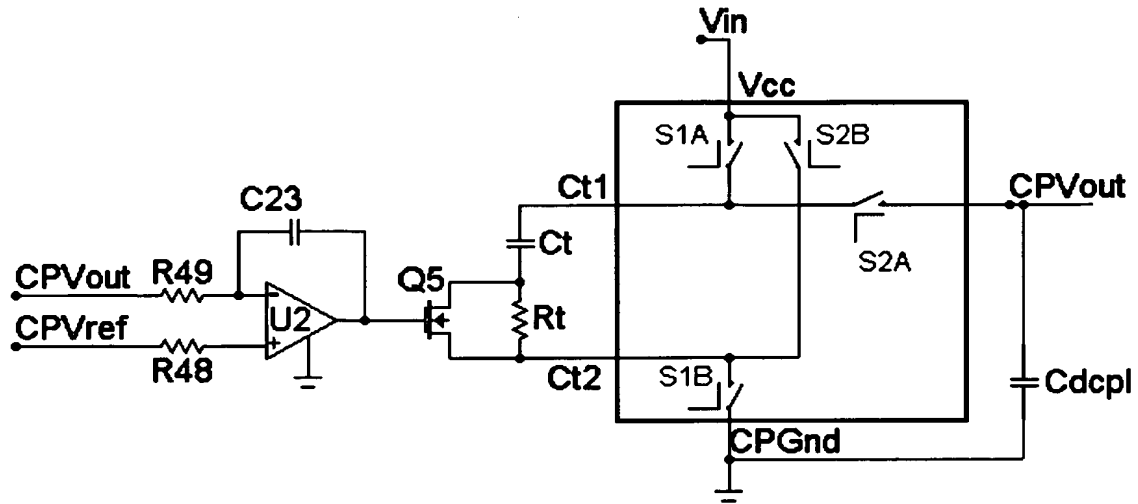 Vin
Vcc
S1A
S2B
C23
Ct1
CPVout
Ct
S2A
CPVout
R49
Q5
U2
Rt
CPVref
R48
Ct2
S1B
Cdcpl
CPGnd